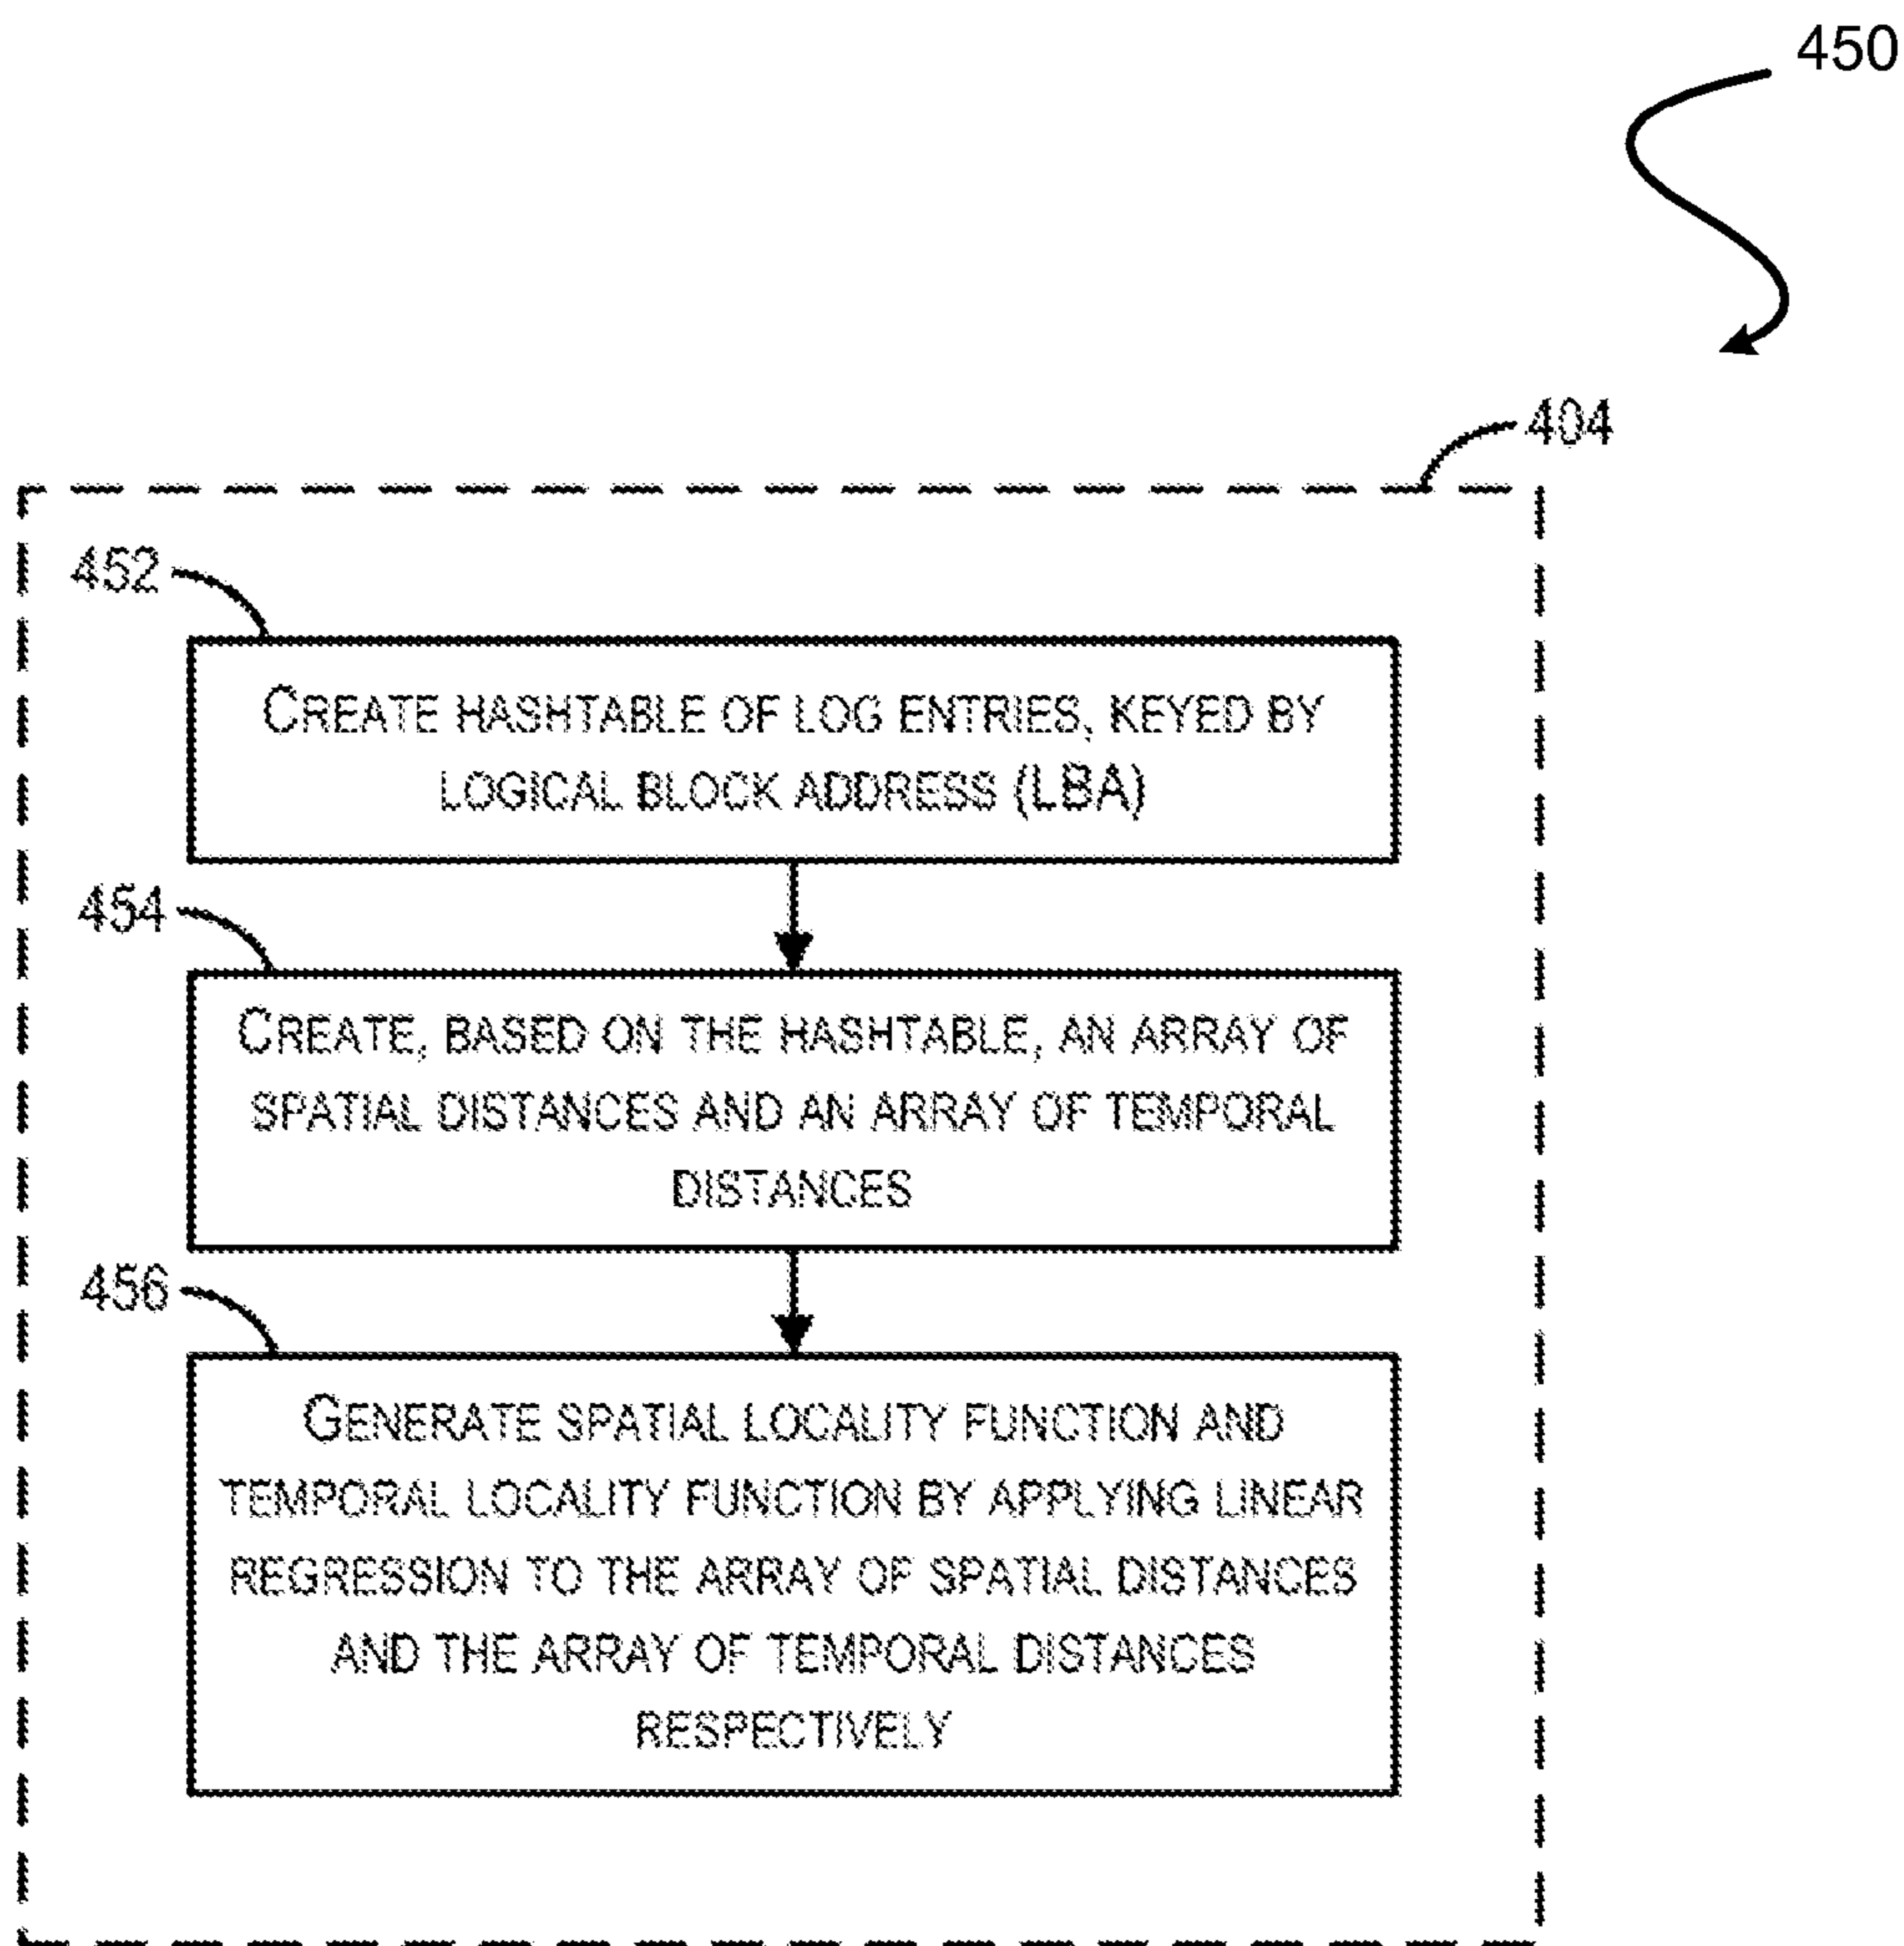 450
404
452
CREATE HASHTABLE OF LOG ENTRIES, KEYED BY
LOGICAL BLOCK ADDRESS (LBA)
454
CREATE, BASED ON THE HASHTABLE, AN ARRAY OF
SPATIAL DISTANCES AND AN ARRAY OF TEMPORAL
DISTANCES
456
GENERATE SPATIAL LOCALITY FUNCTION AND
TEMPORAL LOCALITY FUNCTION BY APPLYING LINEAR
REGRESSION TO THE ARRAY OF SPATIAL DISTANCES
AND THE ARRAY OF TEMPORAL DISTANCES
RESPECTIVELY